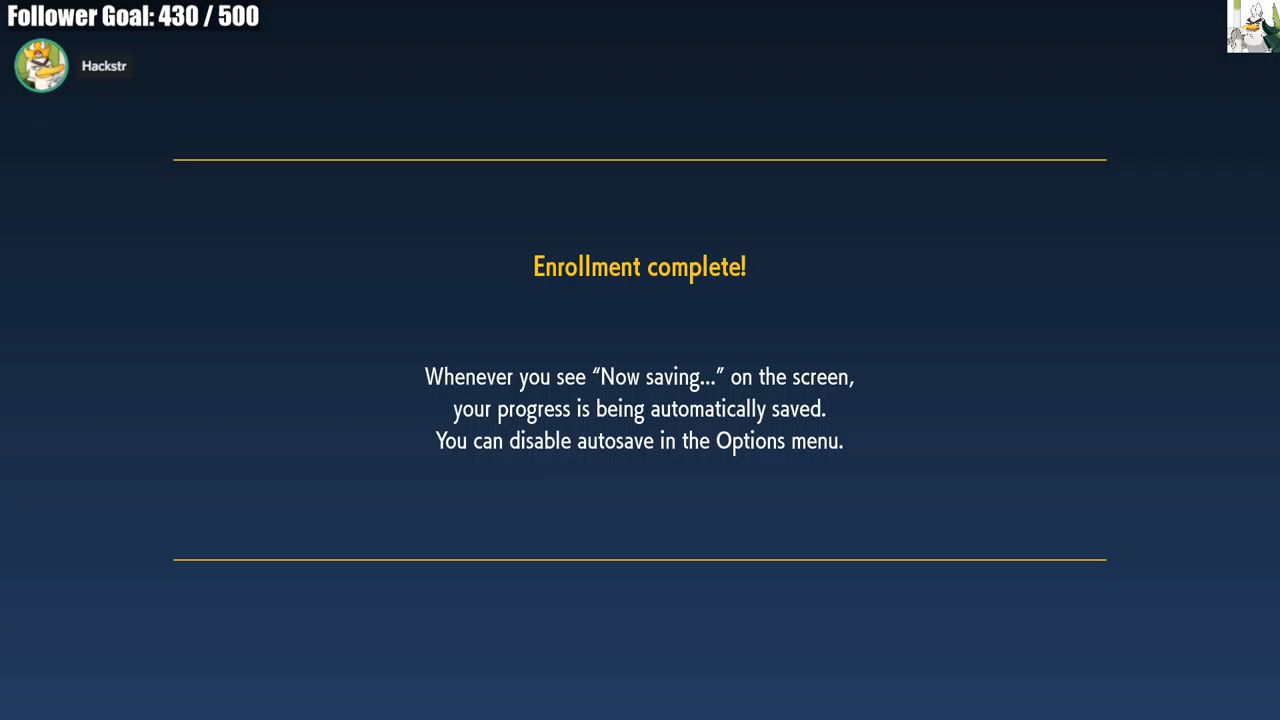 Follower Goal: 430 / 500
Hackstr
Enrollment complete!
Whenever you see “Now saving...” on the screen,
your progress is being automatically saved.
You can disable autosave in the Options menu.